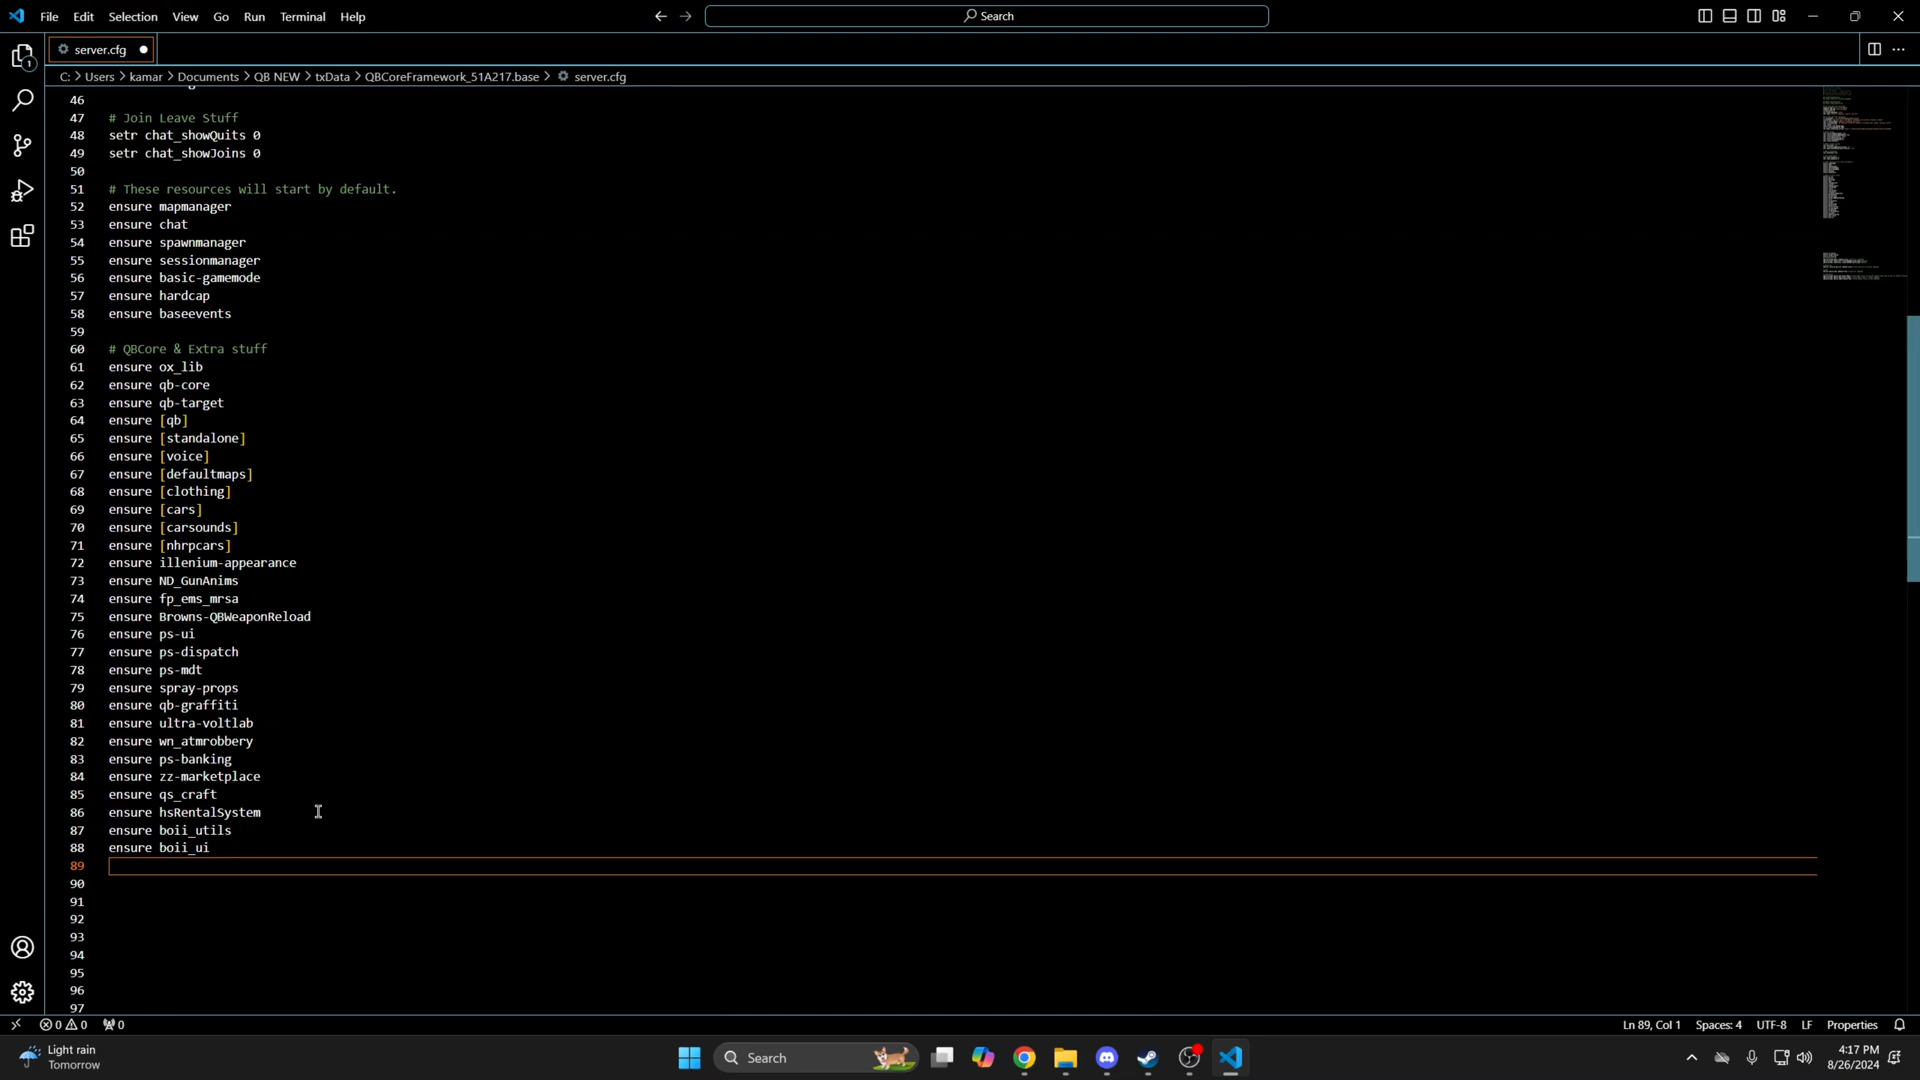 File Edit Selection View Go Run Terminal Help
Search
server.cfg
1
C: > Users > kamar > Documents > QB NEW > txData > QBCoreFramework_51A217.base > server.cfg
46
47 # Join Leave Stuff
48 setr chat_showQuits 0
49 setr chat_showJoins 0
50
51 # These resources will start by default.
52 ensure mapmanager
53 ensure chat
54 ensure spawnmanager
55 ensure sessionmanager
56 ensure basic-gamemode
57 ensure hardcap
58 ensure baseevents
59
60 # QBCore & Extra stuff
61 ensure ox_lib
62 ensure qb-core
63 ensure qb-target
64 ensure [qb]
65 ensure [standalone]
66 ensure [voice]
67 ensure [defaultmaps]
68 ensure [clothing]
69 ensure [cars]
70 ensure [carsounds]
71 ensure [nhrpcars]
72 ensure illenium-appearance
73 ensure ND_GunAnims
74 ensure fp_ems_mrsa
75 ensure Browns-QBWeaponReload
76 ensure ps-ui
77 ensure ps-dispatch
78 ensure ps-mdt
79 ensure spray-props
80 ensure qb-graffiti
81 ensure ultra-voltlab
82 ensure wn_atmrobbery
83 ensure ps-banking
84 ensure zz-marketplace
85 ensure qs_craft
86 ensure hsRentalSystem
87 ensure boii_utils
88 ensure boii_ui
89
90
91
92
93
94
95
96
97
0 0 0
Ln 89, Col 1 Spaces: 4 UTF-8 LF Properties
Light rain
Tomorrow
Search
4:17 PM
8/26/2024